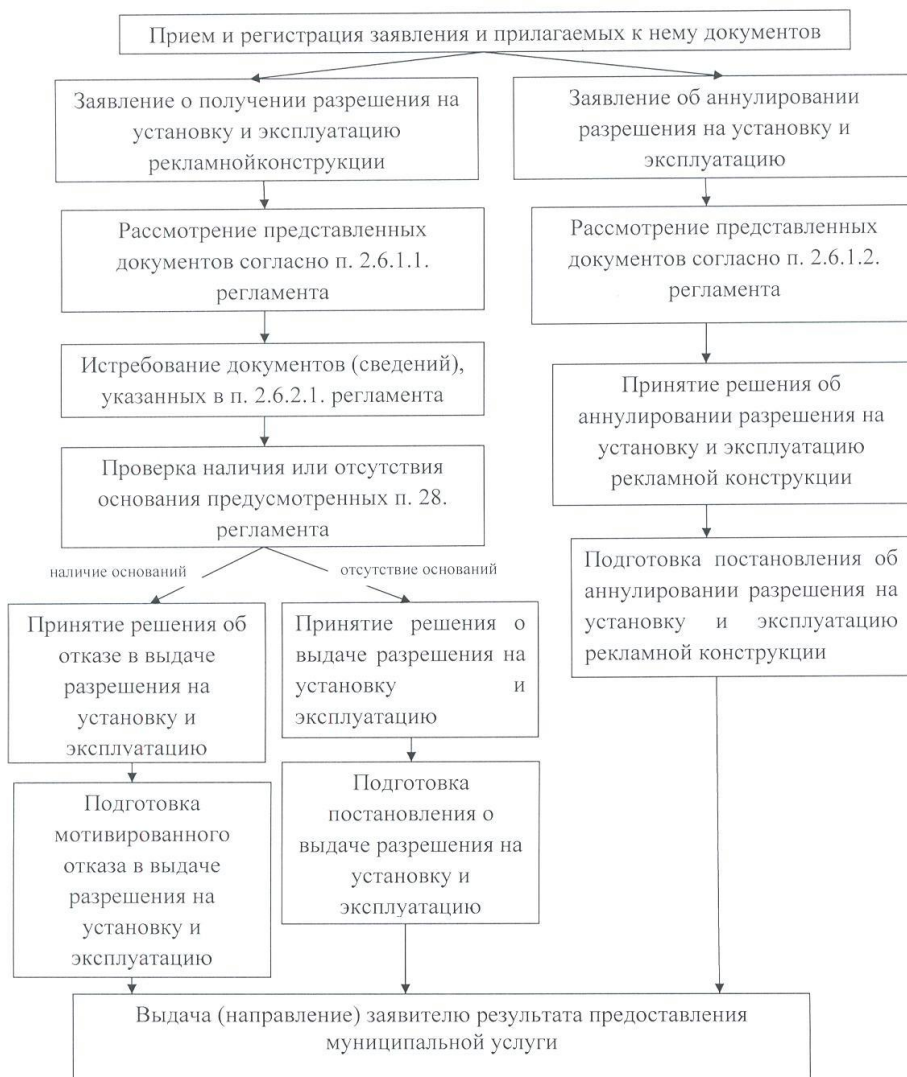 Прием и регистрация заявления и прилагаемых к нему документов
Заявление о получении разрешения на
установку и эксплуатацию
рекламнойконструкции
Заявление об аннулировании
разрешения на установку и
эксплуатацию
Рассмотрение представленных
документов согласно п. 2.6.1.1.
регламента
Рассмотрение представленных
документов согласно п. 2.6.1.2.
регламента
Истребование документов (сведений),
указанных в п. 2.6.2.1. регламента
Принятие решения об
аннулировании разрешения на
установку и эксплуатацию
рекламной конструкции
Проверка наличия или отсутствия
основания предусмотренных п. 28.
регламента
наличие оснований
отсутствие оснований
Подготовка постановления об
аннулировании разрешения на
установку и эксплуатацию
рекламной конструкции
Принятие решения об
отказе в выдаче
разрешения на
установку и
эксплуатацию
Принятие решения о
выдаче разрешения на
установку и
эксплуатацию
Подготовка
мотивированного
отказа в выдаче
разрешения на
установку и
эксплуатацию
Подготовка
постановления о
выдаче разрешения на
установку и
эксплуатацию
Выдача (направление) заявителю результата предоставления
муниципальной услуги